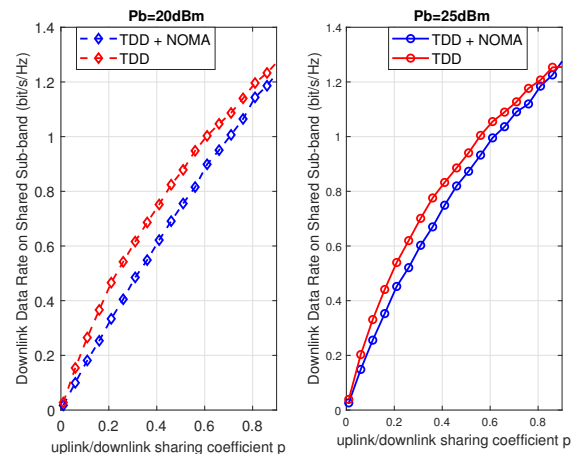 Pb=20dBm
TDD + NOMA
TDD
Downlink Data Rate on Shared Sub-band (bit/s/Hz)
1.4
1.2
1
0.8
0.6
0.4
0.2
0
0 0.2 0.4 0.6 0.8
uplink/downlink sharing coefficient p
Pb=25dBm
TDD + NOMA
TDD
Downlink Data Rate on Shared Sub-band (bit/s/Hz)
1.4
1.2
1
0.8
0.6
0.4
0.2
0
0 0.2 0.4 0.6 0.8
uplink/downlink sharing coefficient p